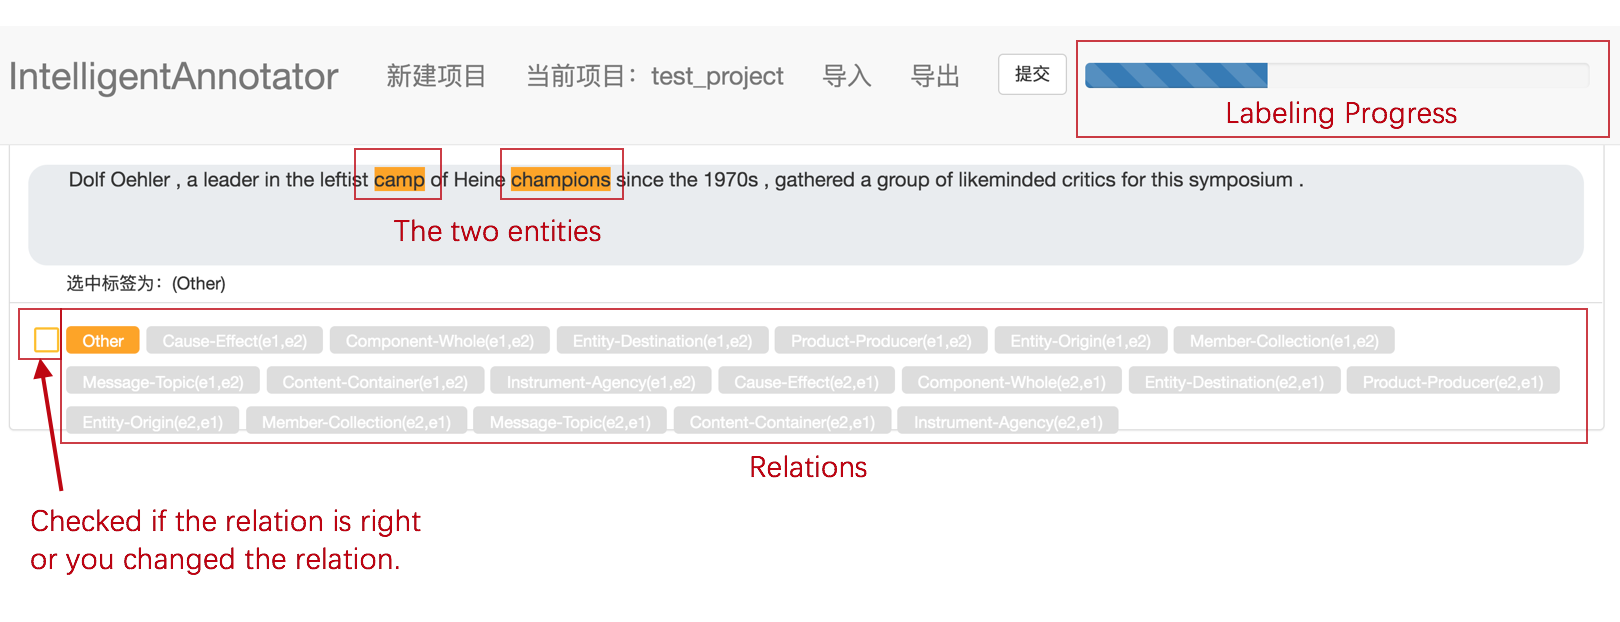 IntelligentAnnotator 新建项目 当前项目：test_project 导入 导出 提交
Labeling Progress
Dolf Oehler , a leader in the leftist camp of Heine champions since the 1970s , gathered a group of likeminded critics for this symposium .
The two entities
选中标签为：(Other)
Other Cause-Effect(e1,e2) Component-Whole(e1,e2) Entity-Destination(e1,e2) Product-Producer(e1,e2) Entity-Origin(e1,e2) Member-Collection(e1,e2)
Message-Topic(e1,e2) Content-Container(e1,e2) Instrument-Agency(e1,e2) Cause-Effect(e2,e1) Component-Whole(e2,e1) Entity-Destination(e2,e1) Product-Producer(e2,e1)
Entity-Origin(e2,e1) Member-Collection(e2,e1) Message-Topic(e2,e1) Content-Container(e2,e1) Instrument-Agency(e2,e1)
Relations
Checked if the relation is right
or you changed the relation.